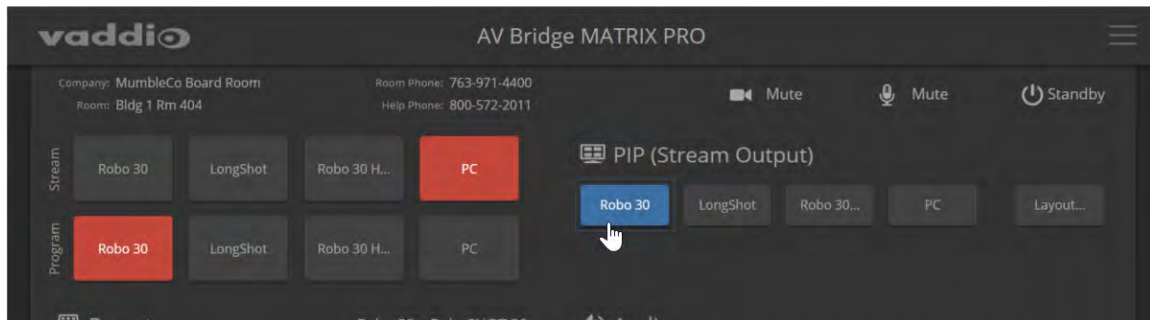 vaddio
AV Bridge MATRIX PRO
Company: MumbleCo Board Room
Room Phone: 763-971-4400
Room: Bldg 1 Rm 404
Help Phone: 800-572-2011
Mute
Mute
Standby
Stream
Robo 30
LongShot
Robo 30 H...
PC
Program
Robo 30
LongShot
Robo 30 H...
PC
PIP (Stream Output)
Robo 30
LongShot
Robo 30...
PC
Layout...